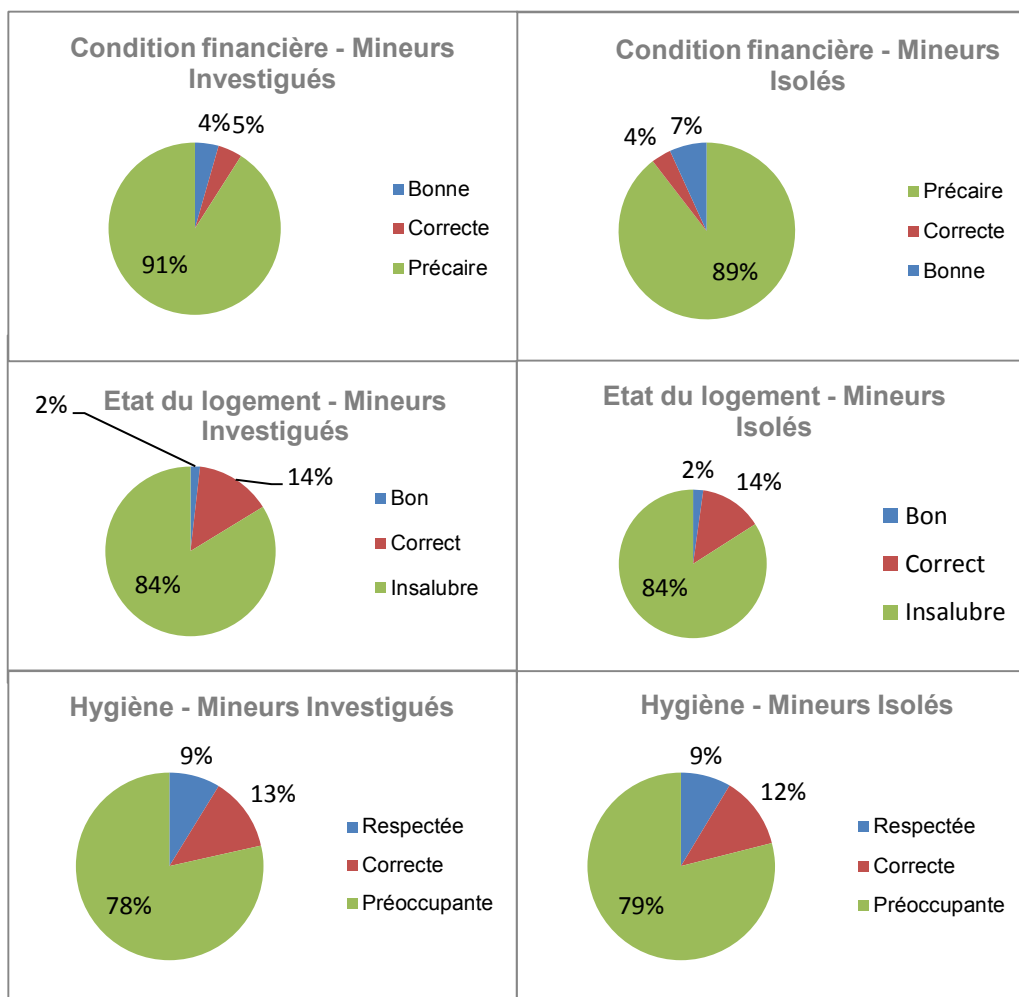 Condition financière - Mineurs
Investigués
4%
5%
91%
Bonne
Correcte
Précaire
Condition financière - Mineurs
Isolés
4%
7%
89%
Précaire
Correcte
Bonne
Etat du logement - Mineurs
Investigués
2%
14%
84%
Bon
Correct
Insalubre
Etat du logement - Mineurs
Isolés
2%
14%
84%
Bon
Correct
Insalubre
Hygiène - Mineurs Investigués
9%
13%
78%
Respectée
Correcte
Préoccupante
Hygiène - Mineurs Isolés
9%
12%
79%
Respectée
Correcte
Préoccupante